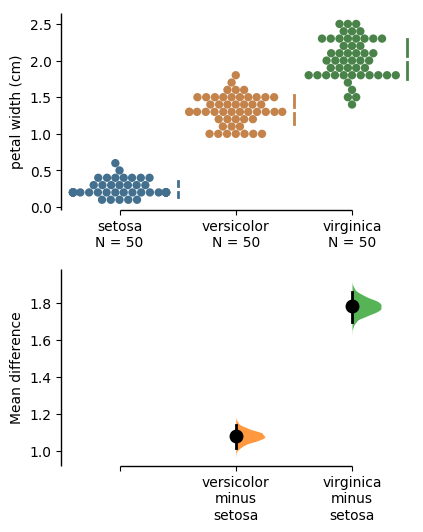 petal width (cm)
2.5
2.0
1.5
1.0
0.5
0.0
setosa
N = 50
versicolor
N = 50
virginica
N = 50
Mean difference
1.8
1.6
1.4
1.2
1.0
versicolor
minus
setosa
virginica
minus
setosa